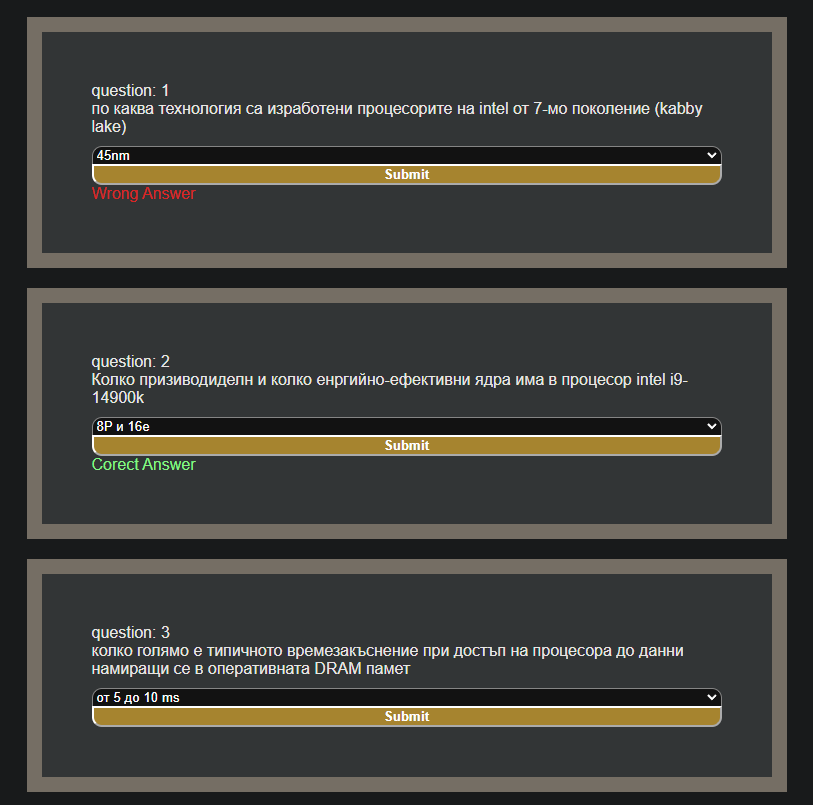 question: 1
по каква технология са изработени процесорите на intel от 7-мо поколение (kabby
lake)
45nm
Submit
Wrong Answer
question: 2
Колко призиводиделн и колко енргийно-ефективни ядра има в процесор intel i9-
14900k
8P и 16e
Submit
Corect Answer
question: 3
колко голямо е типичното времезакъснение при достъп на процесора до данни
намиращи се в оперативната DRAM памет
от 5 до 10 ms
Submit